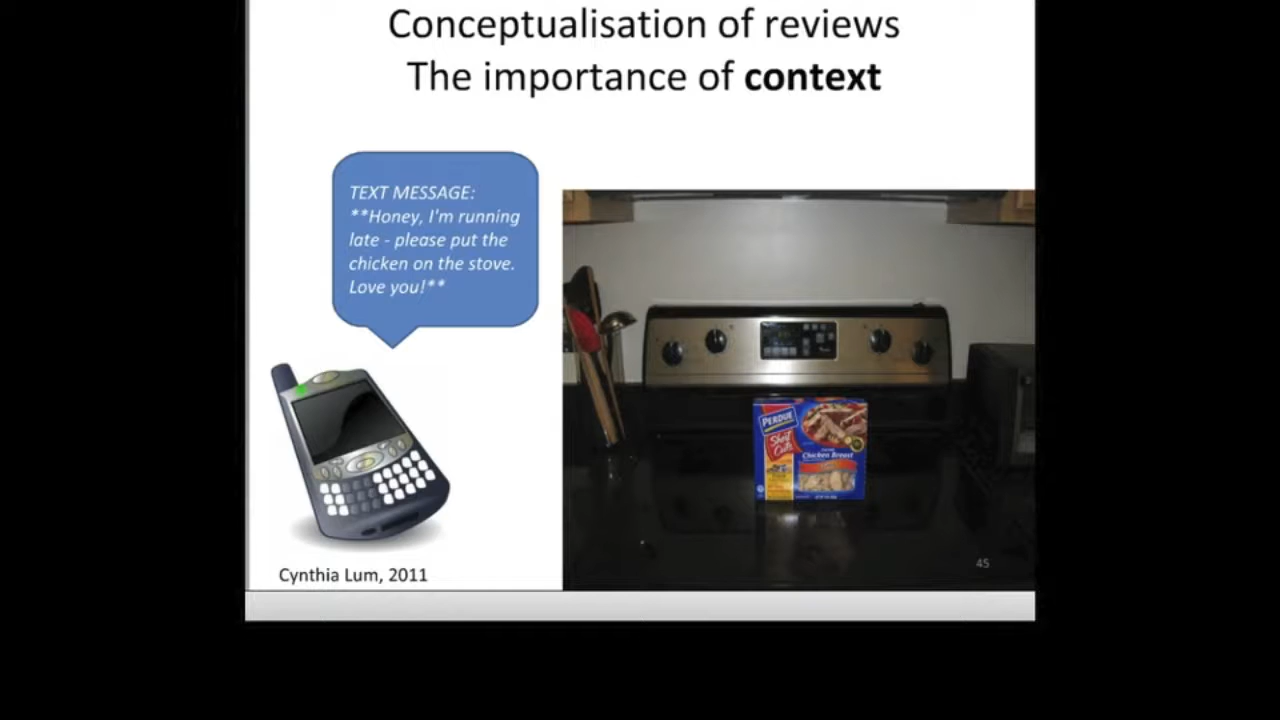 Conceptualisation of reviews
The importance of context
TEXT MESSAGE:
**Honey, I'm running
late - please put the
chicken on the stove.
Love you!**
PERDUE
Short
Cuts
Chicken Breast
45
Cynthia Lum, 2011